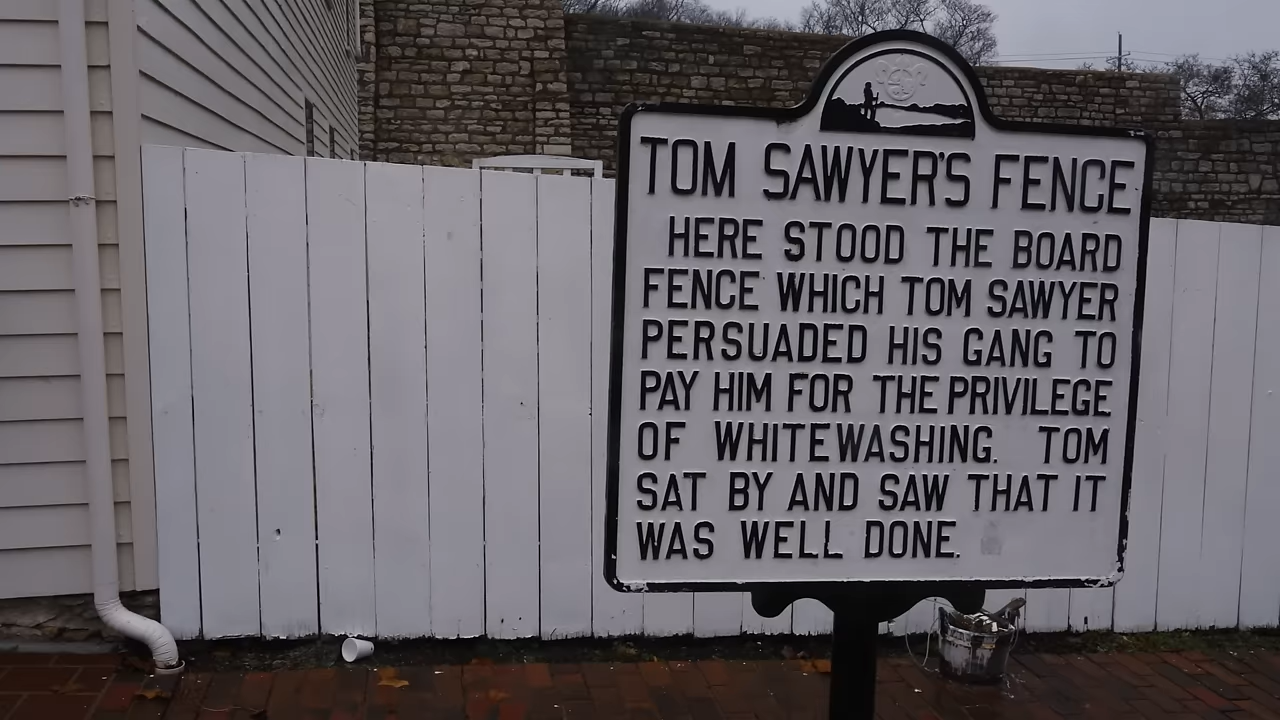 TOM SAWYER'S FENCE
HERE STOOD THE BOARD
FENCE WHICH TOM SAWYER
PERSUADED HIS GANG TO
PAY HIM FOR THE PRIVILEGE
OF WHITEWASHING. TOM
SAT BY AND SAW THAT IT
WAS WELL DONE.